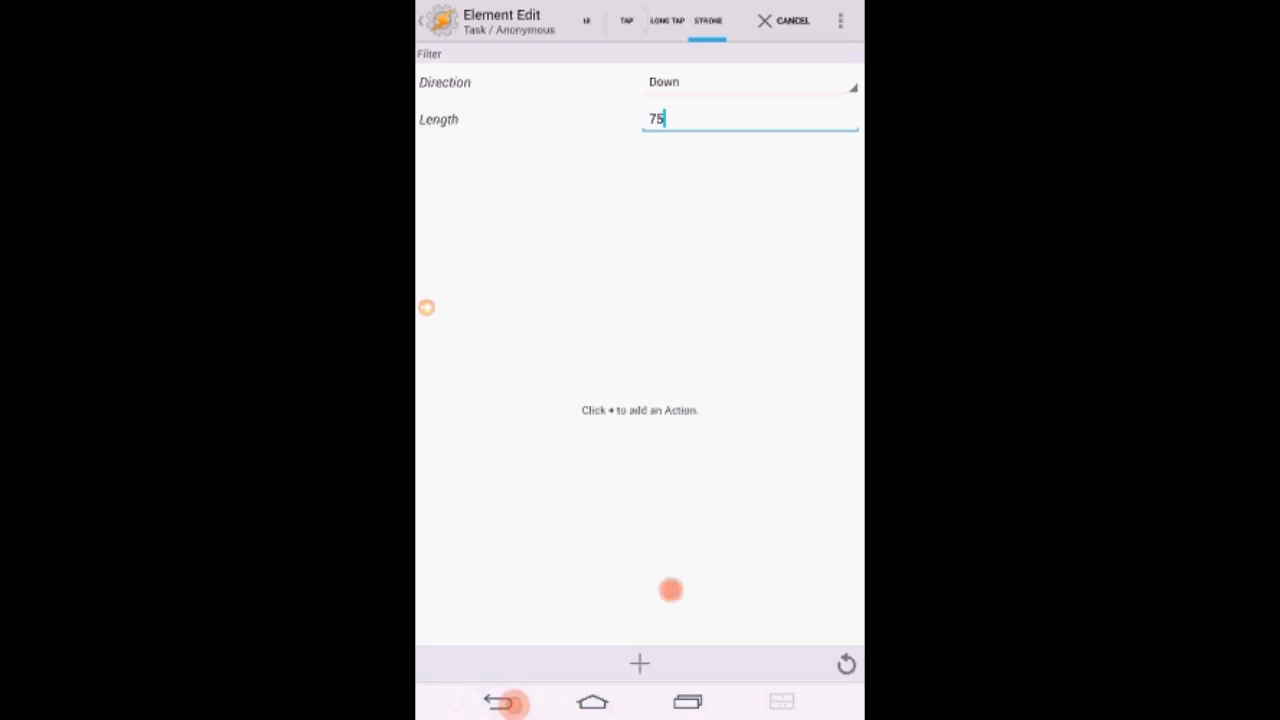 Element Edit
Task / Anonymous
TAP
LONG TAP
STROKE
CANCEL
Filter
Direction
Down
Length
75
Click + to add an Action.